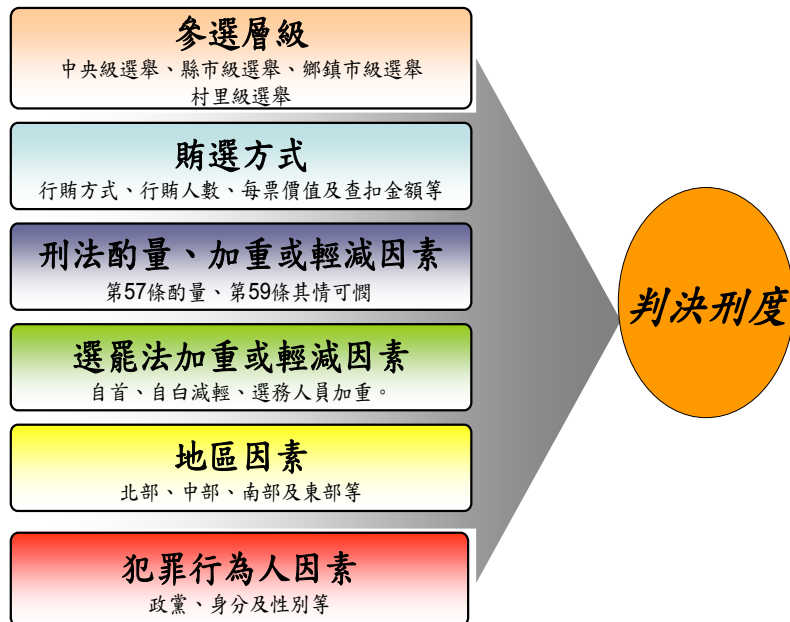 參選層級
中央級選舉、縣市級選舉、鄉鎮市級選舉
村里級選舉
賄選方式
行賄方式、行賄人數、每票價值及查扣金額等
刑法酌量、加重或輕減因素
第57條酌量、第59條其情可憫
選罷法加重或輕減因素
自首、自白減輕、選務人員加重。
地區因素
北部、中部、南部及東部等
犯罪行為人因素
政黨、身分及性別等
判決刑度